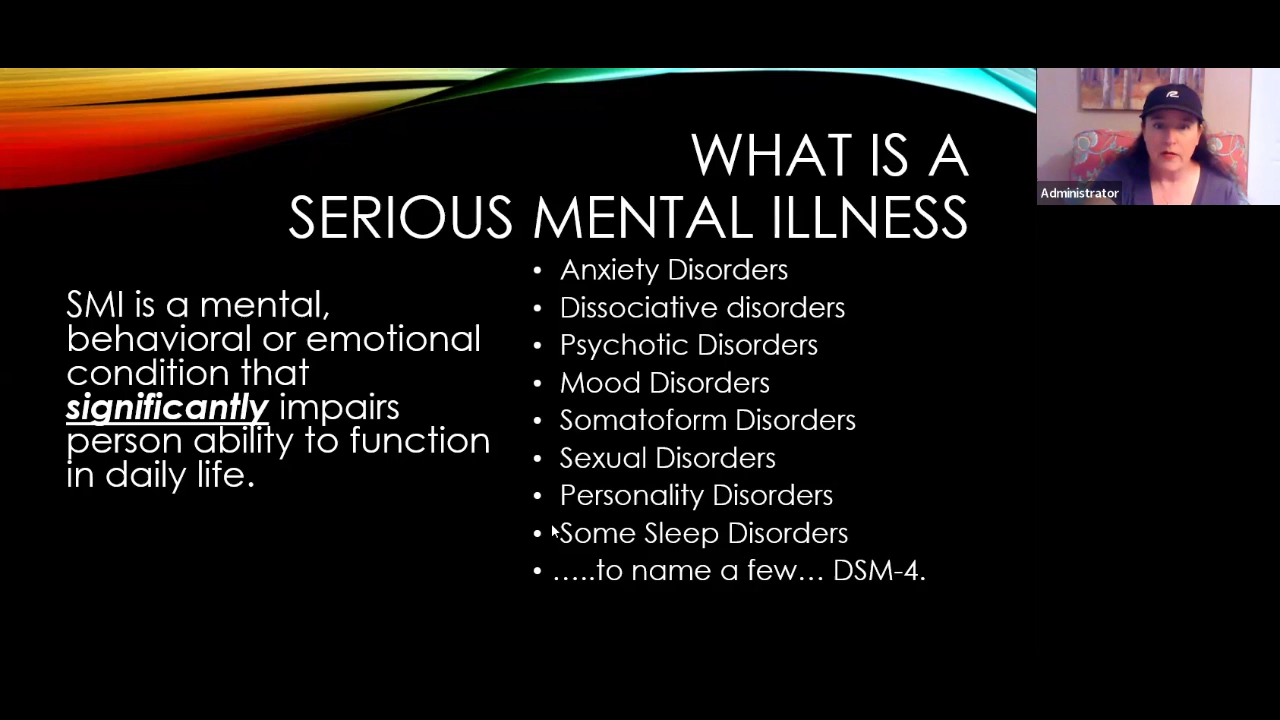 WHAT IS A
SERIOUS MENTAL ILLNESS
SMI is a mental,
behavioral or emotional
condition that
significantly impairs
person ability to function
in daily life.
• Anxiety Disorders
• Dissociative disorders
• Psychotic Disorders
• Mood Disorders
• Somatoform Disorders
• Sexual Disorders
• Personality Disorders
• Some Sleep Disorders
• …..to name a few… DSM-4.
Administrator